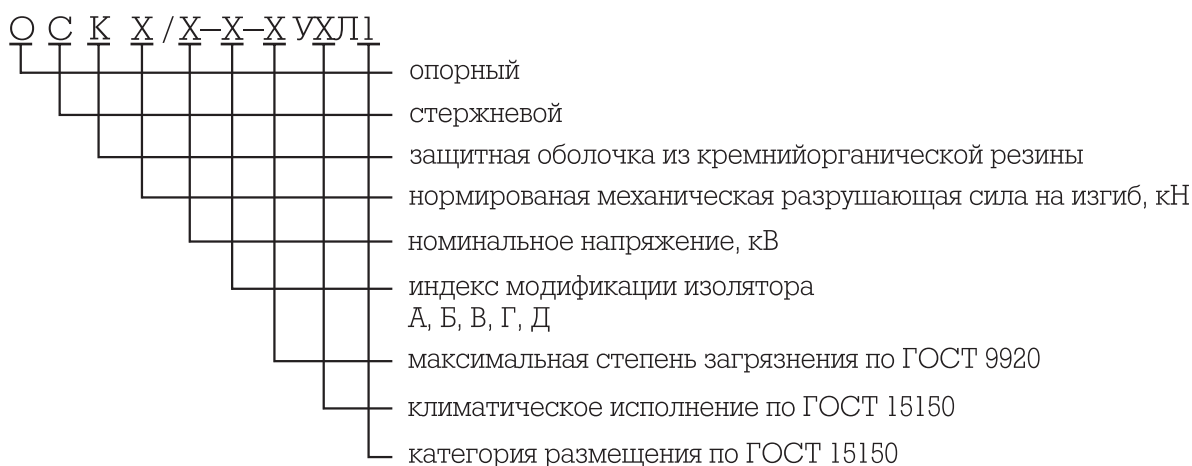 О С К Х / Х–Х–Х УХЛ1
опорный
стержневой
защитная оболочка из кремнийорганической резины
нормированая механическая разрушающая сила на изгиб, кН
номинальное напряжение, кВ
индекс модификации изолятора
А, Б, В, Г, Д
максимальная степень загрязнения по ГОСТ 9920
климатическое исполнение по ГОСТ 15150
категория размещения по ГОСТ 15150